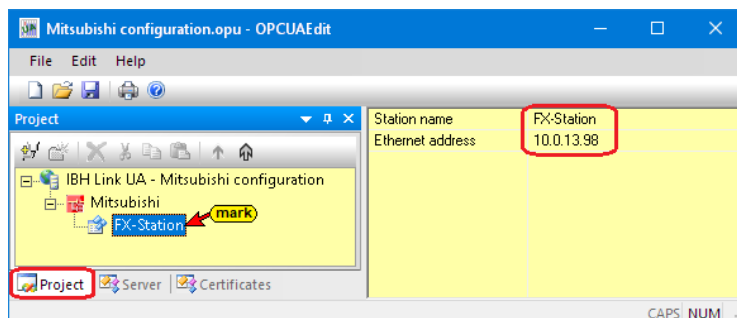 Mitsubishi configuration.opu - OPCUAEdit
File Edit Help
Project
Station name FX-Station
Ethernet address 10.0.13.98
IBH Link UA - Mitsubishi configuration
Mitsubishi
FX-Station
mark
Project Server Certificates
CAPS NUM